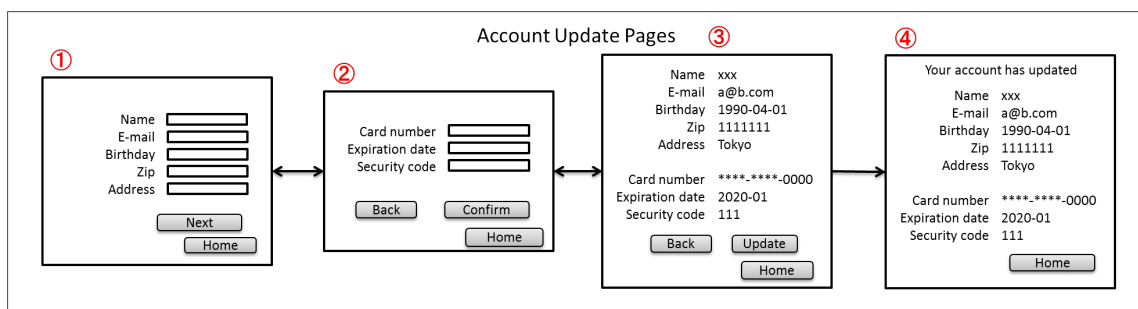 Account Update Pages
①
Name
E-mail
Birthday
Zip
Address
Next
Home
②
Card number
Expiration date
Security code
Back Confirm
Home
③
Name xxx
E-mail a@b.com
Birthday 1990-04-01
Zip 1111111
Address Tokyo
Card number ****-****-0000
Expiration date 2020-01
Security code 111
Back Update
Home
④
Your account has updated
Name xxx
E-mail a@b.com
Birthday 1990-04-01
Zip 1111111
Address Tokyo
Card number ****-****-0000
Expiration date 2020-01
Security code 111
Home